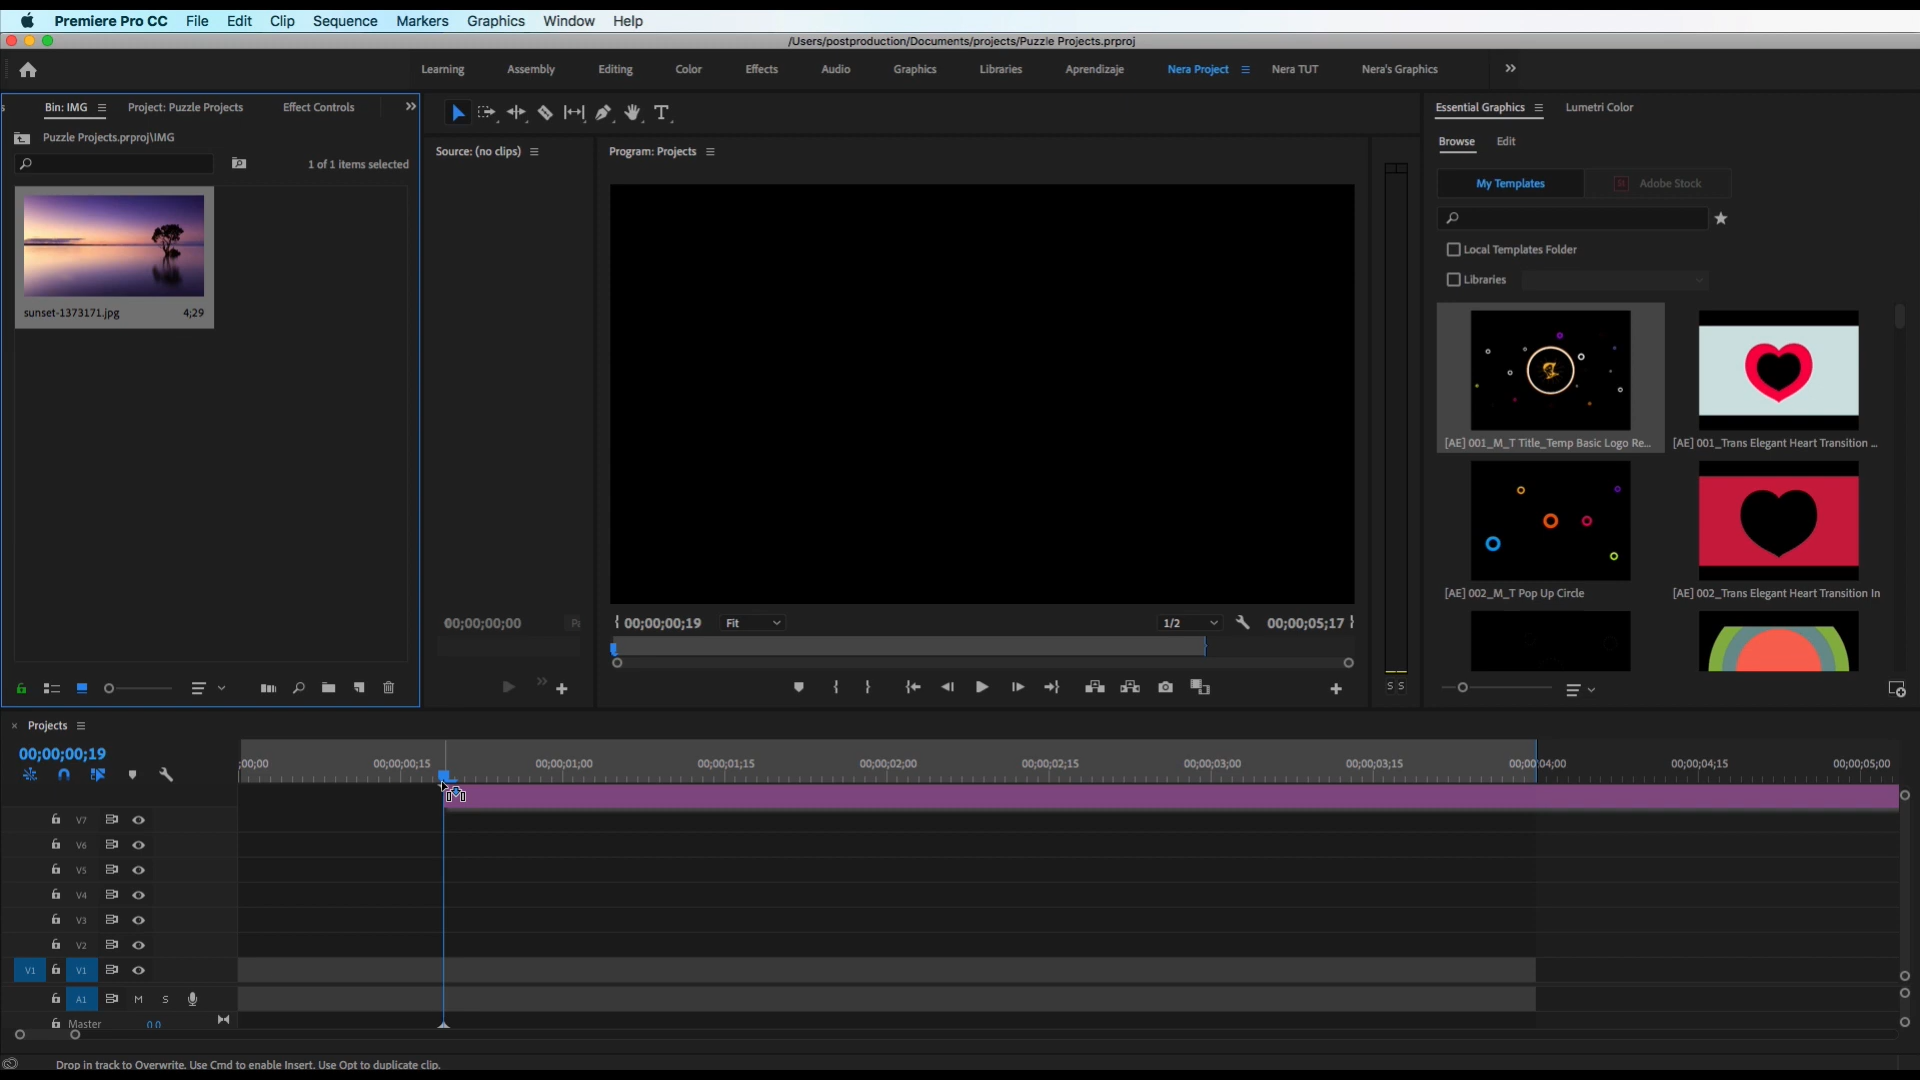 Premiere Pro CC File Edit Clip Sequence Markers Graphics Window Help
/Users/postproduction/Documents/projects/Puzzle Projects.prproj
Learning Assembly Editing Color Effects Audio Graphics Libraries Aprendizaje Nera Project Nera TUT Nera's Graphics
Bin: IMG Project: Puzzle Projects Effect Controls
Puzzle Projects.prproj\IMG
1 of 1 items selected
sunset-1373171.jpg 4;29
Source: (no clips)
00;00;00;00
Program: Projects
00;00;00;19 Fit 1/2 00;00;05;17
S S
Essential Graphics Lumetri Color
Browse Edit
My Templates Adobe Stock
Local Templates Folder
Libraries
[AE] 001_M_T Title_Temp Basic Logo Re... [AE] 001_Trans Elegant Heart Transition ...
[AE] 002_M_T Pop Up Circle [AE] 002_Trans Elegant Heart Transition In
Projects
00;00;00;19
;00;00 00;00;00;15 00;00;01;00 00;00;01;15 00;00;02;00 00;00;02;15 00;00;03;00 00;00;03;15 00;00;04;00 00;00;04;15 00;00;05;00
V7
V6
V5
V4
V3
V2
V1 V1
A1 M S
Master 0.0
Drop in track to Overwrite. Use Cmd to enable Insert. Use Opt to duplicate clip.